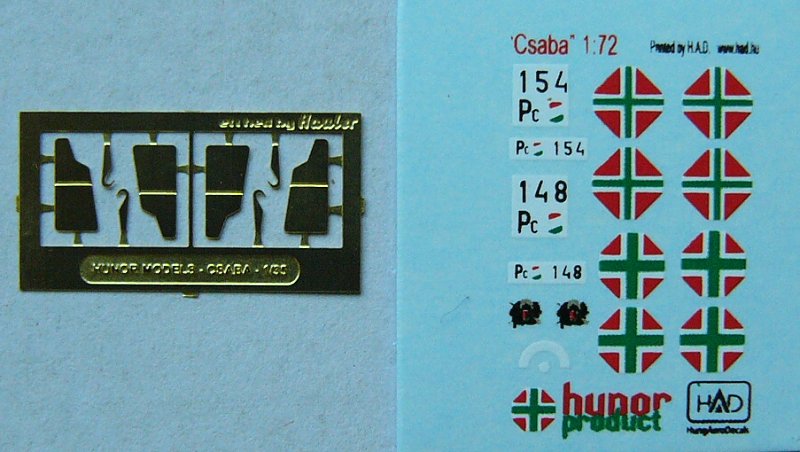 etched by Hauler
HUNOR MODELS - CSABA - 1/35
"Csaba" 1:72
Printed by H.A.D. www.had.hu
154
Pc
Pc 154
148
Pc
Pc 148
hunor
product
HAD
HungAeroDecals